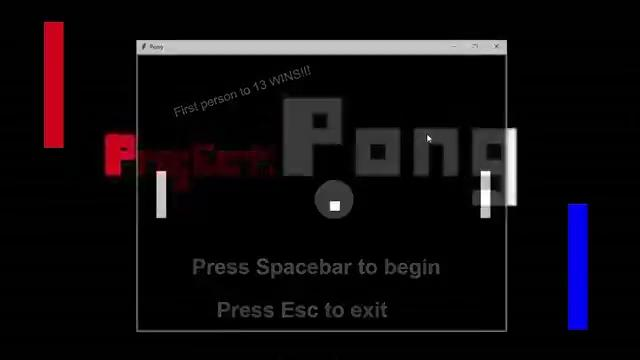 Pong
First person to 13 WINS!!!
Project: Pong
Press Spacebar to begin
Press Esc to exit